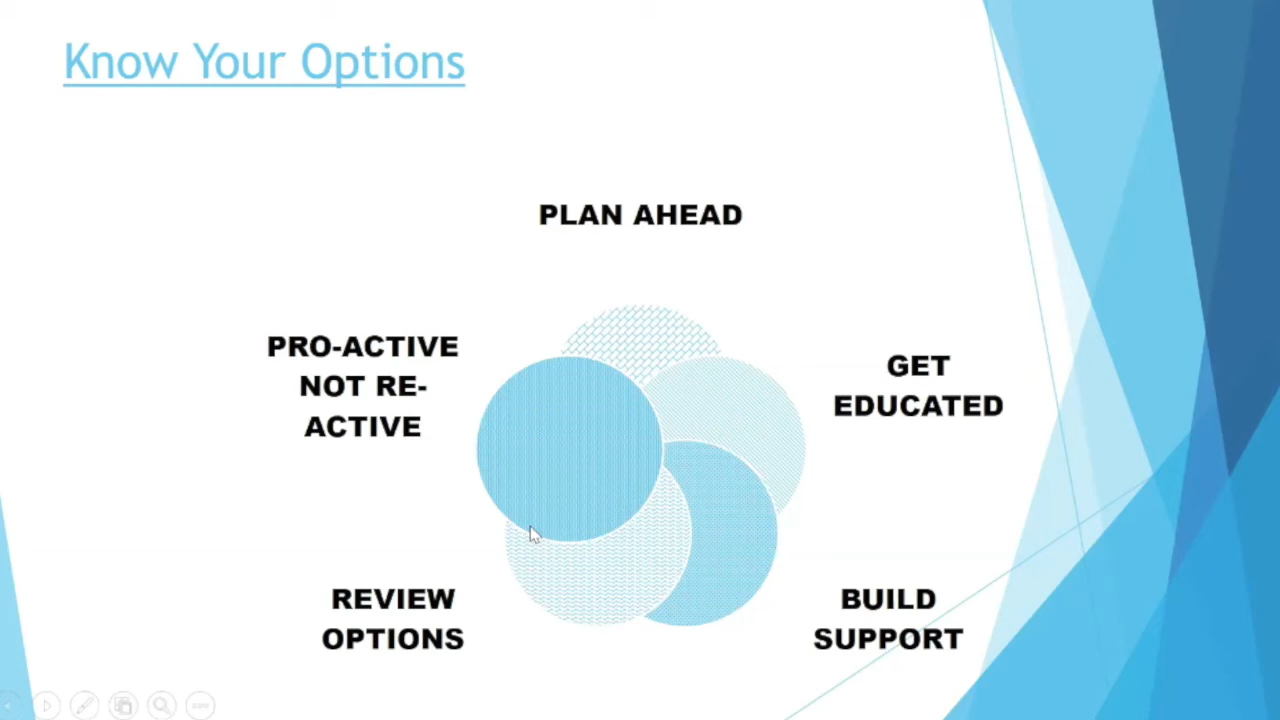 Know Your Options
PLAN AHEAD
PRO-ACTIVE
NOT RE-
ACTIVE
GET
EDUCATED
REVIEW
OPTIONS
BUILD
SUPPORT